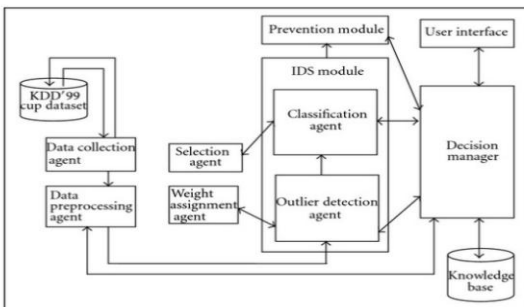 Prevention module
User interface
IDS module
KDD'99
cup dataset
Classification
agent
Data collection
agent
Selection
agent
Decision
manager
Data
preprocessing
agent
Weight
assignment
agent
Outlier detection
agent
Knowledge
base